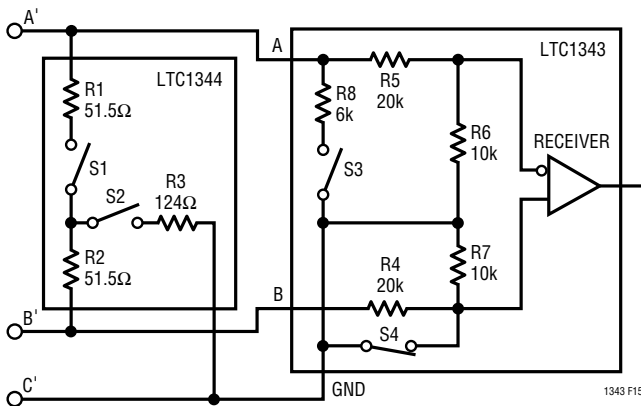 A'
A
LTC1344
LTC1343
R1
51.5Ω
R8
6k
R5
20k
R6
10k
RECEIVER
S1
S2
R3
124Ω
S3
R2
51.5Ω
R7
10k
R4
20k
B'
B
S4
C'
GND
1343 F15